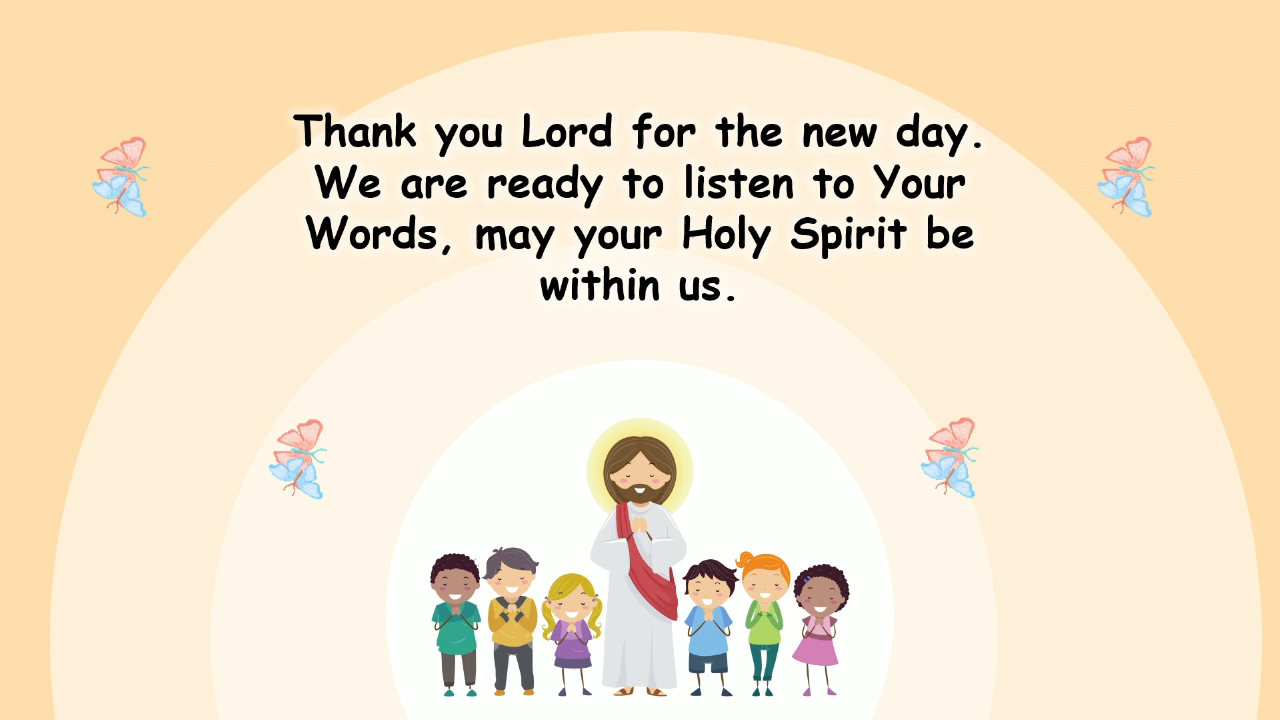 Thank you Lord for the new day.
We are ready to listen to Your
Words, may your Holy Spirit be
within us.